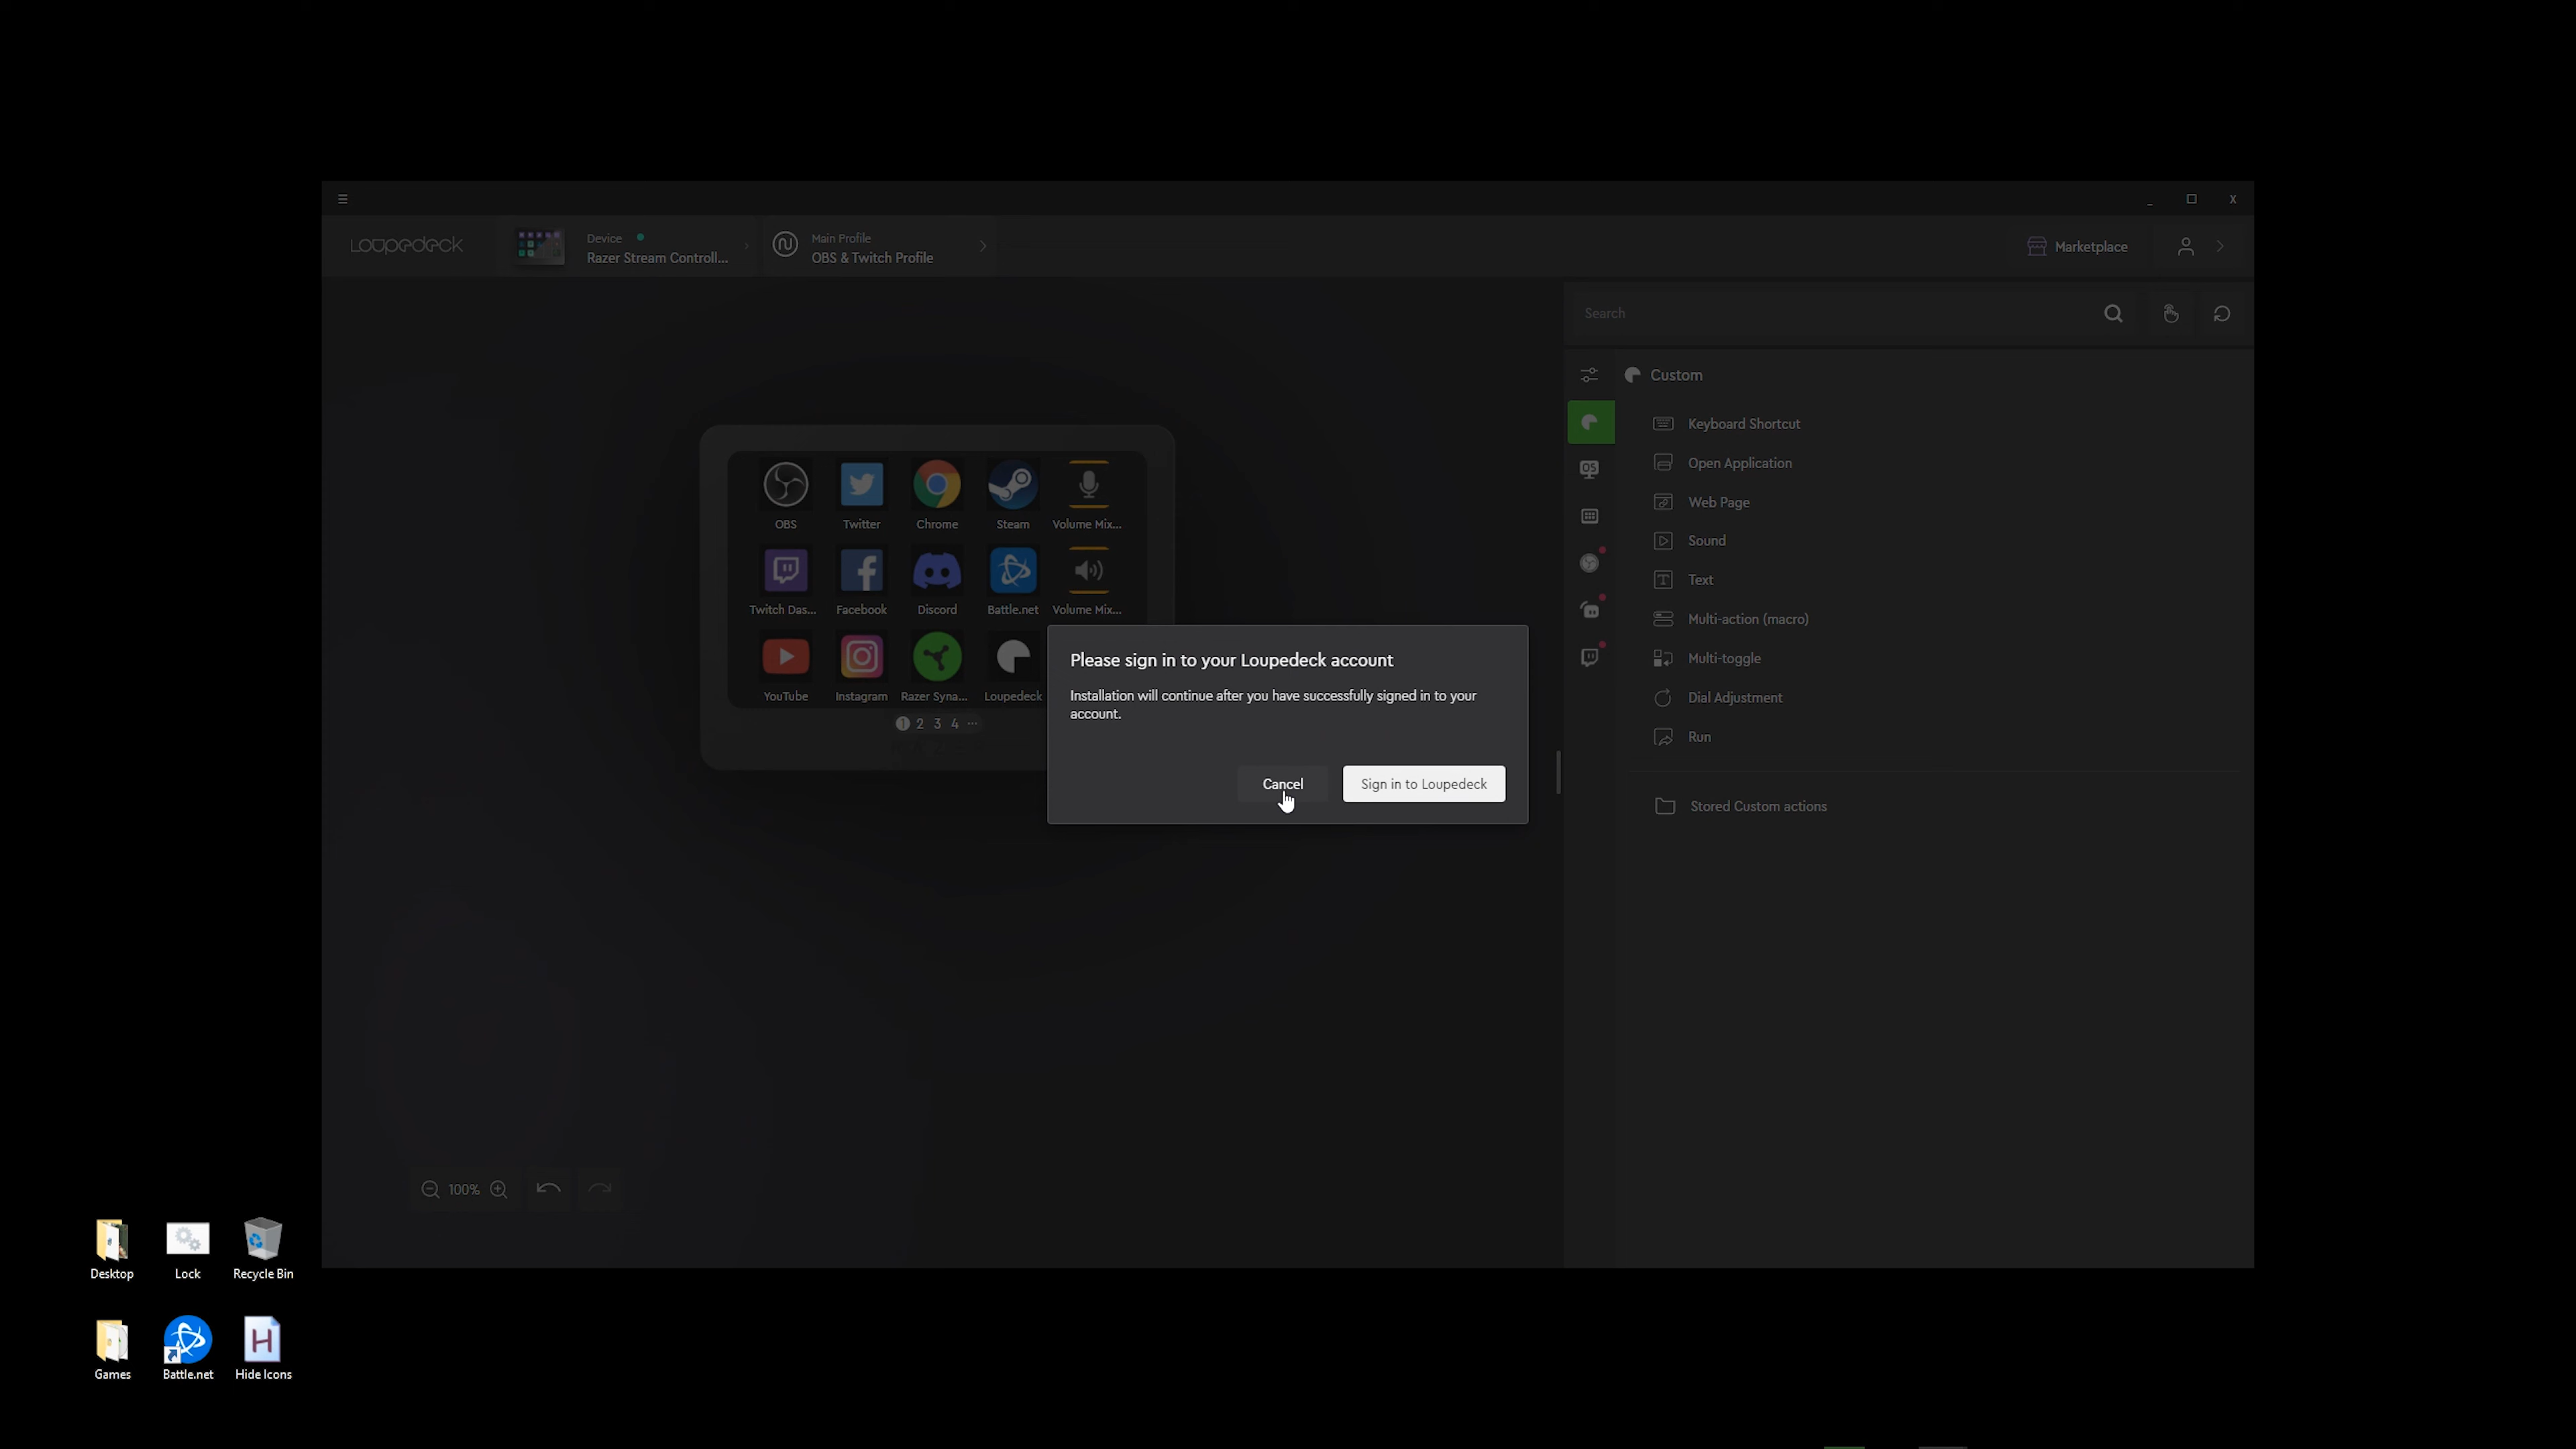 LOUPEDECK
Device
Razer Stream Controll...
Main Profile
OBS & Twitch Profile
Marketplace
Search
Custom
Keyboard Shortcut
Open Application
Web Page
Sound
Text
Multi-action (macro)
Multi-toggle
Dial Adjustment
Run
Stored Custom actions
OBS Twitter Chrome Steam Volume Mix...
Twitch Das... Facebook Discord Battle.net Volume Mix...
YouTube Instagram Razer Syna... Loupedeck
1 2 3 4 ...
Please sign in to your Loupedeck account
Installation will continue after you have successfully signed in to your
account.
Cancel Sign in to Loupedeck
100%
Desktop Lock Recycle Bin
Games Battle.net Hide Icons